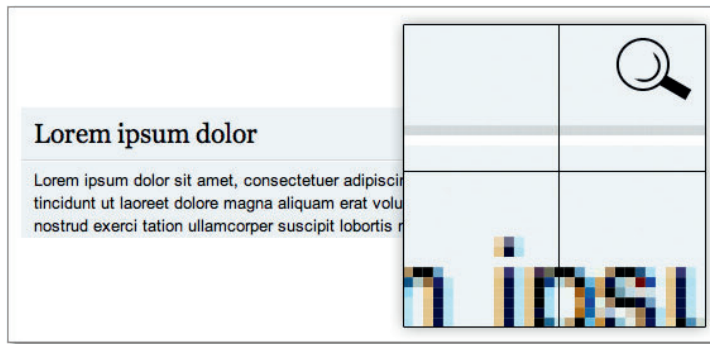 Lorem ipsum dolor
Lorem ipsum dolor sit amet, consectetuer adipisci
tincidunt ut laoreet dolore magna aliquam erat volu
nostrud exerci tation ullamcorper suscipit lobortis